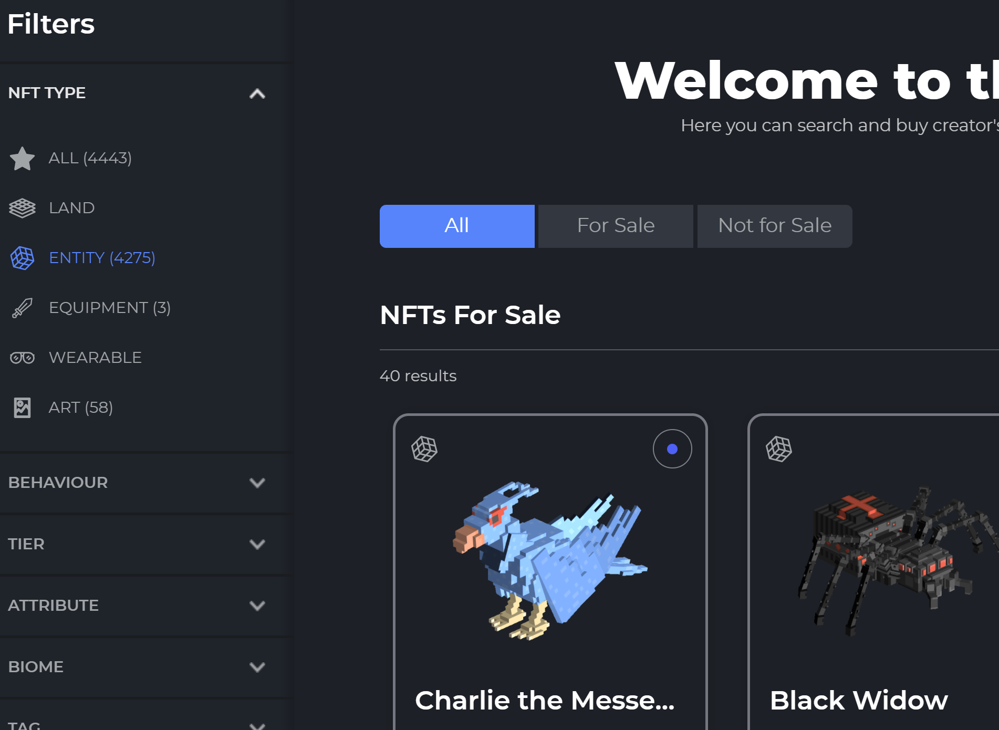 Filters
NFT TYPE
ALL (4443)
LAND
ENTITY (4275)
EQUIPMENT (3)
WEARABLE
ART (58)
BEHAVIOUR
TIER
ATTRIBUTE
BIOME
TAG
Welcome to th
Here you can search and buy creator's
All
For Sale
Not for Sale
NFTs For Sale
40 results
Charlie the Messe...
Black Widow